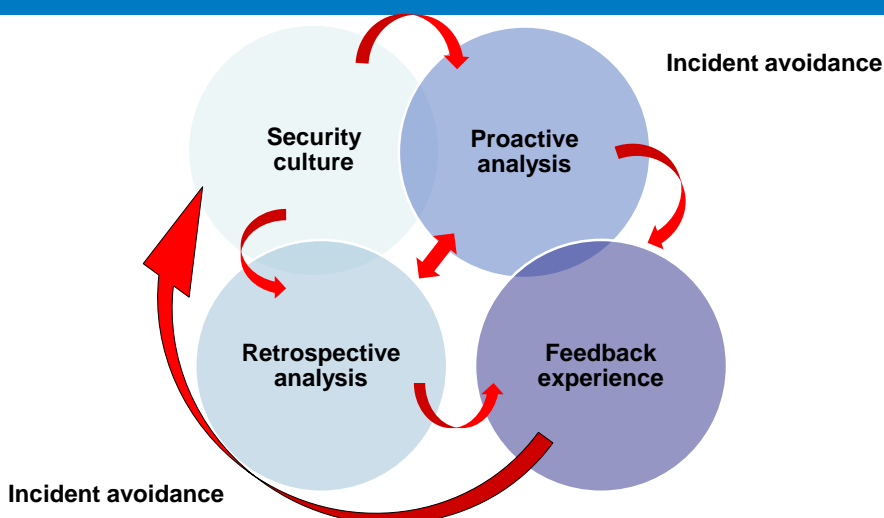 Incident avoidance
Security
culture
Proactive
analysis
Retrospective
analysis
Feedback
experience
Incident avoidance